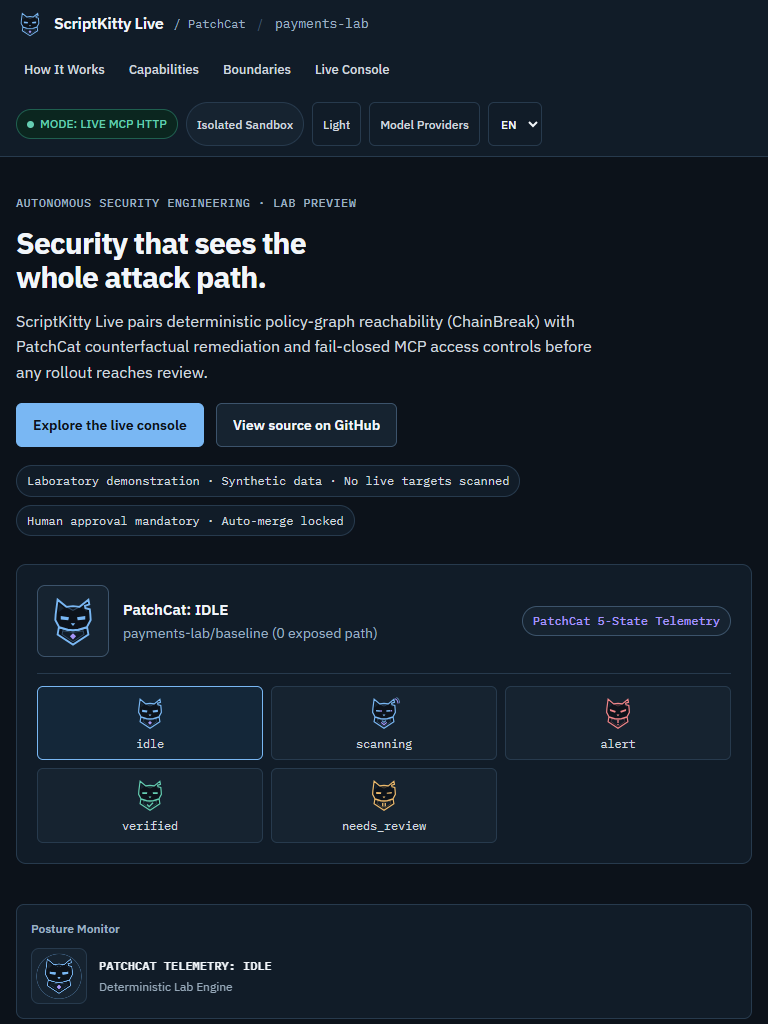 ScriptKitty Live / PatchCat / payments-lab
How It Works Capabilities Boundaries Live Console
MODE: LIVE MCP HTTP Isolated Sandbox Light Model Providers EN
AUTONOMOUS SECURITY ENGINEERING · LAB PREVIEW
Security that sees the
whole attack path.
ScriptKitty Live pairs deterministic policy-graph reachability (ChainBreak) with
PatchCat counterfactual remediation and fail-closed MCP access controls before
any rollout reaches review.
Explore the live console View source on GitHub
Laboratory demonstration · Synthetic data · No live targets scanned
Human approval mandatory · Auto-merge locked
PatchCat: IDLE
payments-lab/baseline (0 exposed path)
PatchCat 5-State Telemetry
idle scanning alert
verified needs_review
Posture Monitor
PATCHCAT TELEMETRY: IDLE
Deterministic Lab Engine